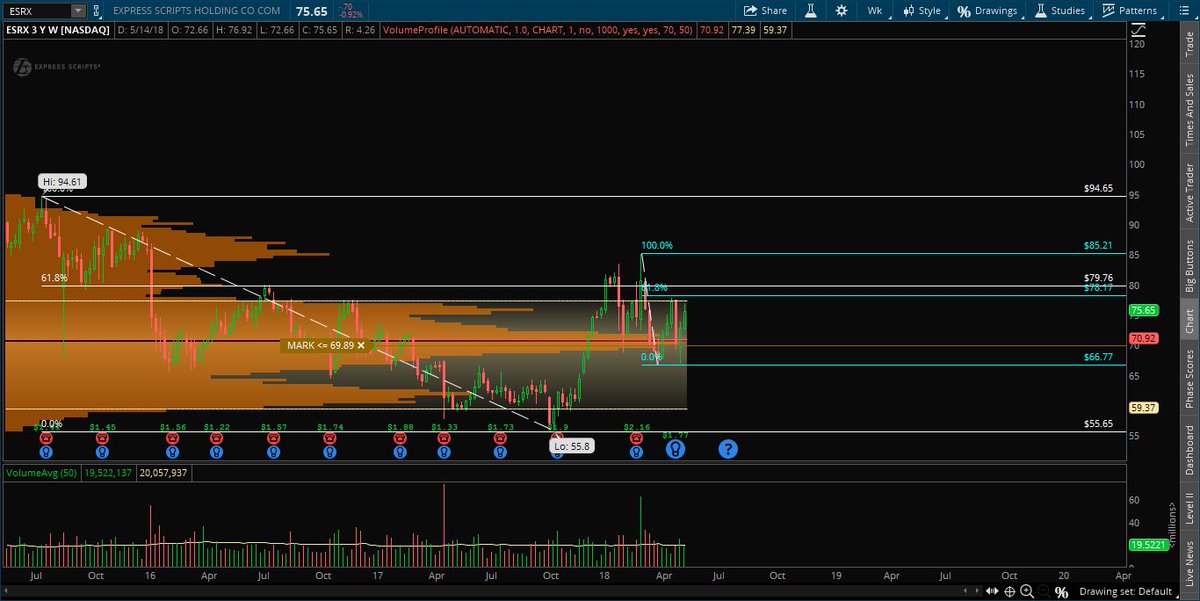 ESRX EXPRESS SCRIPTS HOLDING CO COM 75.65 -.70 -0.92% Share Wk Style Drawings Studies Patterns
ESRX 3 Y W [NASDAQ] D: 5/14/18 O: 72.66 H: 76.92 L: 72.66 C: 75.65 R: 4.26 VolumeProfile (AUTOMATIC, 1.0, CHART, 1, no, 1000, yes, yes, 70, 50) 70.92 77.39 59.37
EXPRESS SCRIPTS
Hi: 94.61
100.0%
61.8%
0.0%
MARK <= 69.89 ×
Lo: 55.8
100.0%
61.8%
0.0%
$94.65
$85.21
$79.76
$78.17
$66.77
$55.65
120
115
110
105
100
95
90
85
80
75.65
70.92
70
65
59.37
55
$1.45 $1.56 $1.22 $1.57 $1.74 $1.88 $1.33 $1.73 $1.9 $2.16 $1.77
?
VolumeAvg (50) 19,522,137 20,057,937
60
40
19.5221
<millions>
Jul Oct 16 Apr Jul Oct 17 Apr Jul Oct 18 Apr Jul Oct 19 Apr Jul Oct 20 Apr
Drawing set: Default
Trade
Times And Sales
Active Trader
Big Buttons
Chart
Phase Scores
Dashboard
Level II
Live News